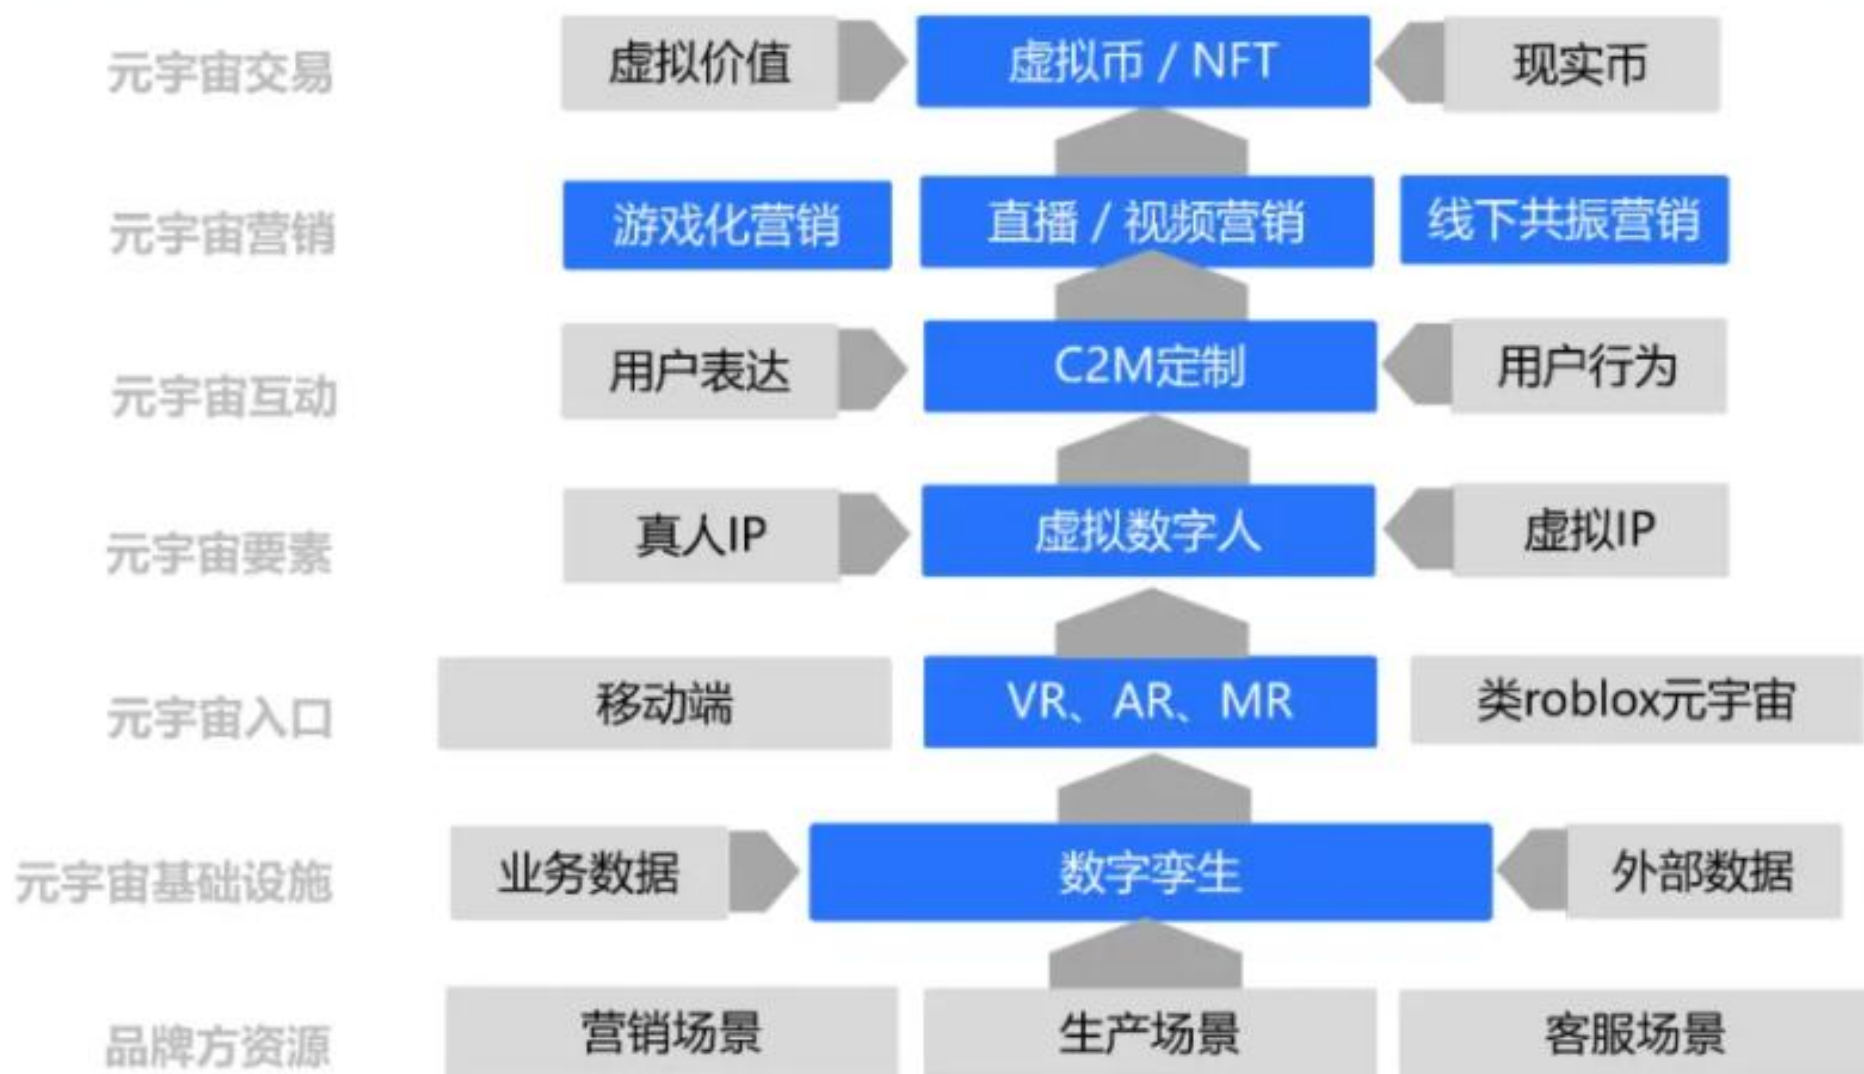 元宇宙交易
虚拟价值
虚拟币 / NFT
现实币
元宇宙营销
游戏化营销
直播 / 视频营销
线下共振营销
元宇宙互动
用户表达
C2M定制
用户行为
元宇宙要素
真人IP
虚拟数字人
虚拟IP
元宇宙入口
移动端
VR、AR、MR
类roblox元宇宙
元宇宙基础设施
业务数据
数字孪生
外部数据
品牌方资源
营销场景
生产场景
客服场景